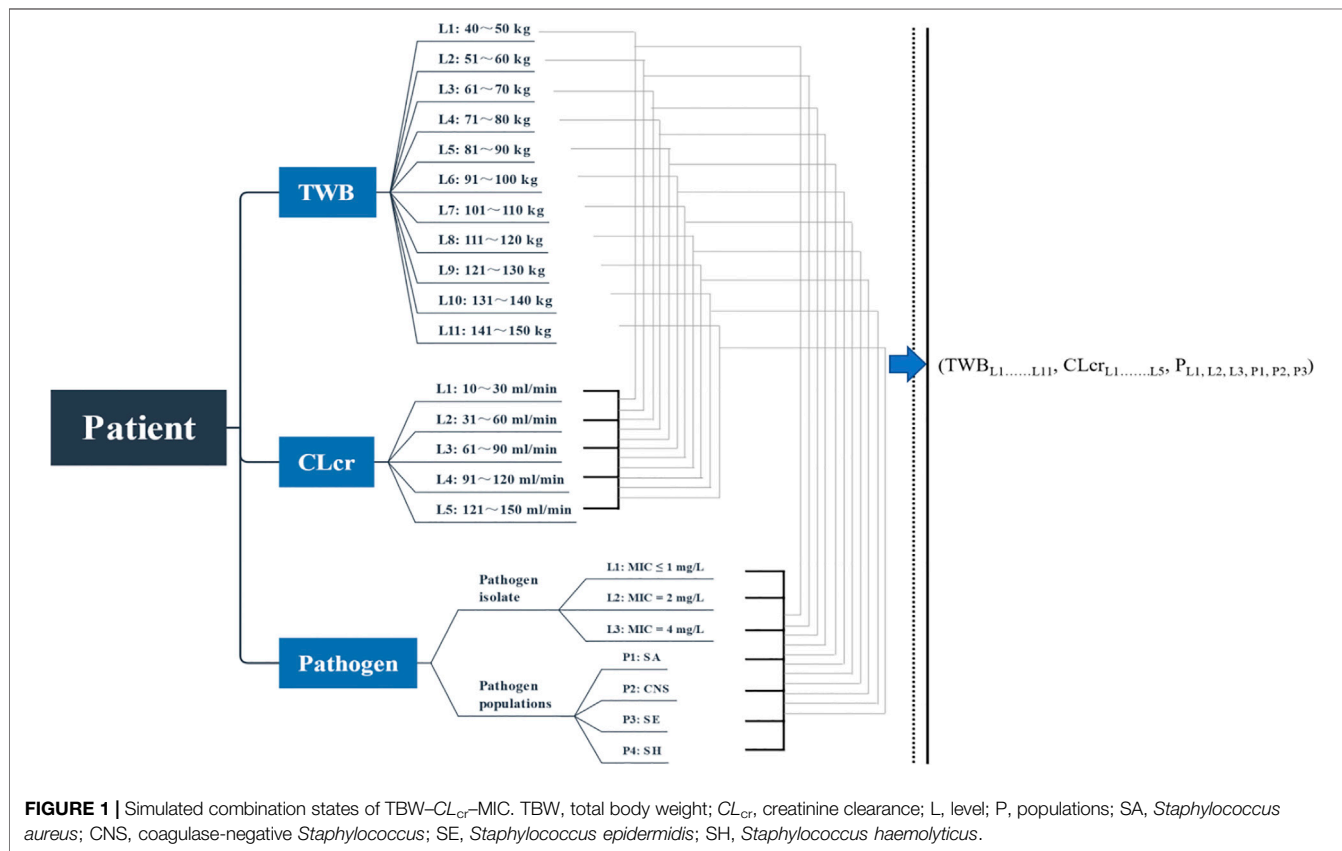 Patient
TWB
L1: 40～50 kg
L2: 51～60 kg
L3: 61～70 kg
L4: 71～80 kg
L5: 81～90 kg
L6: 91～100 kg
L7: 101～110 kg
L8: 111～120 kg
L9: 121～130 kg
L10: 131～140 kg
L11: 141～150 kg
CLcr
L1: 10～30 ml/min
L2: 31～60 ml/min
L3: 61～90 ml/min
L4: 91～120 ml/min
L5: 121～150 ml/min
Pathogen
Pathogen
isolate
L1: MIC ≤ 1 mg/L
L2: MIC = 2 mg/L
L3: MIC = 4 mg/L
Pathogen
populations
P1: SA
P2: CNS
P3: SE
P4: SH
(TWB L1......L11, CLcr L1.......L5, P L1, L2, L3, P1, P2, P3)
FIGURE 1 | Simulated combination states of TBW–CLcr–MIC. TBW, total body weight; CLcr, creatinine clearance; L, level; P, populations; SA, Staphylococcus
aureus; CNS, coagulase-negative Staphylococcus; SE, Staphylococcus epidermidis; SH, Staphylococcus haemolyticus.